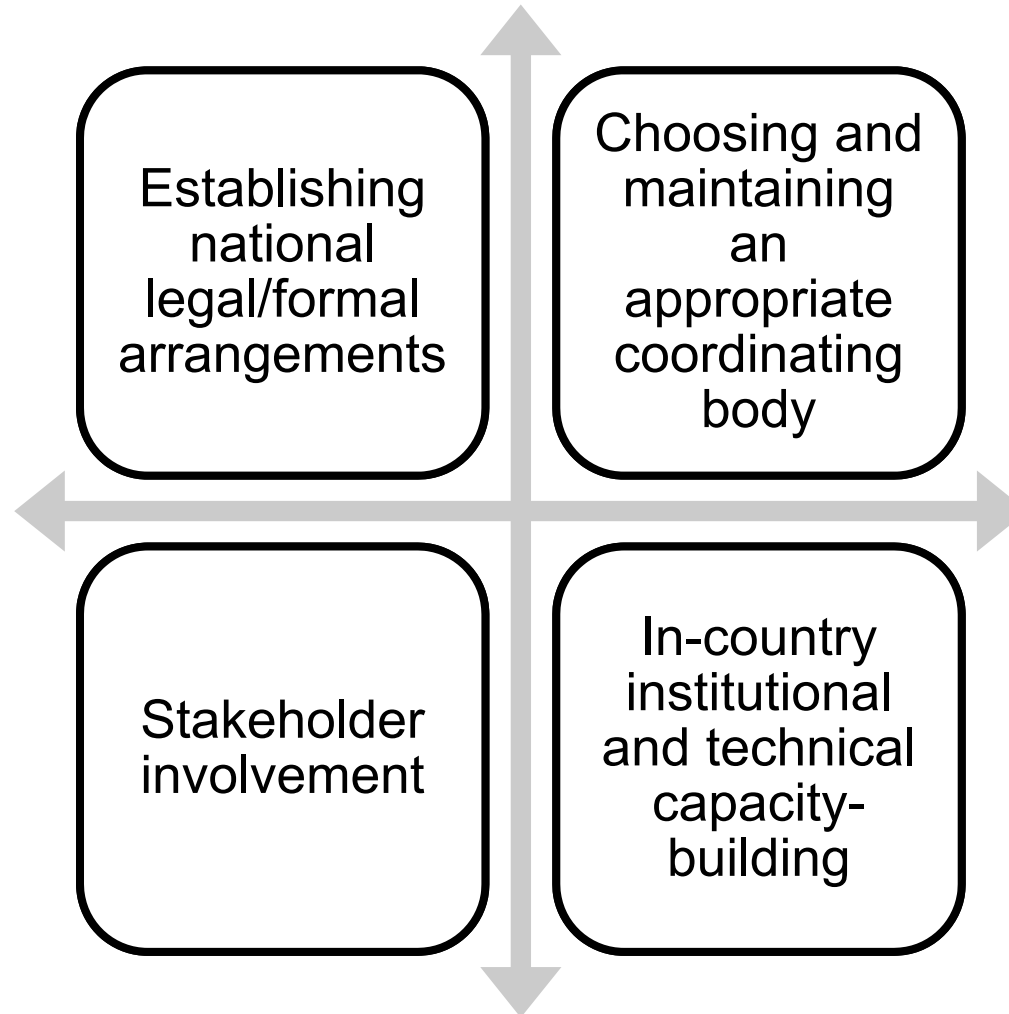 Establishing
national
legal/formal
arrangements
Choosing and
maintaining
an
appropriate
coordinating
body
Stakeholder
involvement
In-country
institutional
and technical
capacity-
building